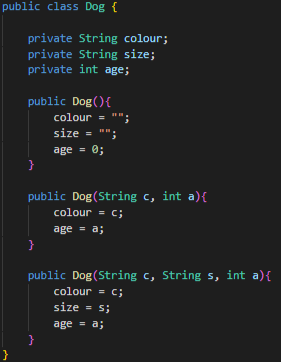 public class Dog {
private String colour;
private String size;
private int age;
public Dog(){
colour = "";
size = "";
age = 0;
}
public Dog(String c, int a){
colour = c;
age = a;
}
public Dog(String c, String s, int a){
colour = c;
size = s;
age = a;
}
}